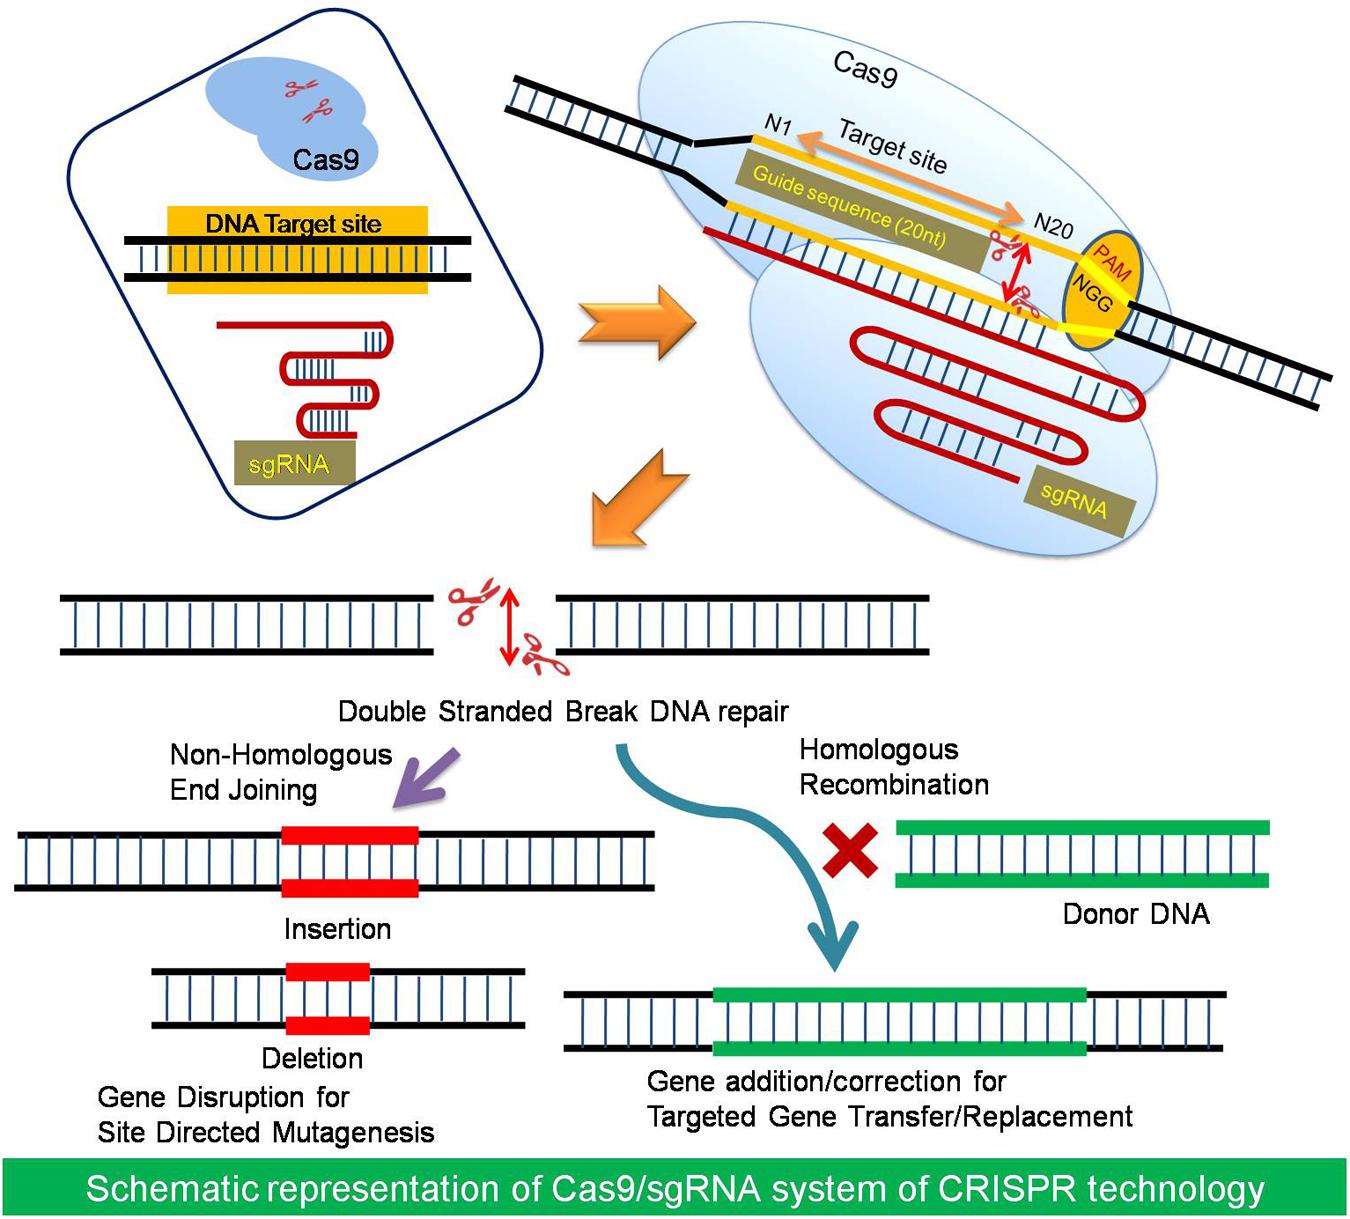 Cas9
DNA Target site
sgRNA
Cas9
N1
Target site
Guide sequence (20nt)
N20
PAM
NGG
sgRNA
Double Stranded Break DNA repair
Non-Homologous
End Joining
Homologous
Recombination
Insertion
Donor DNA
Deletion
Gene Disruption for
Site Directed Mutagenesis
Gene addition/correction for
Targeted Gene Transfer/Replacement
Schematic representation of Cas9/sgRNA system of CRISPR technology